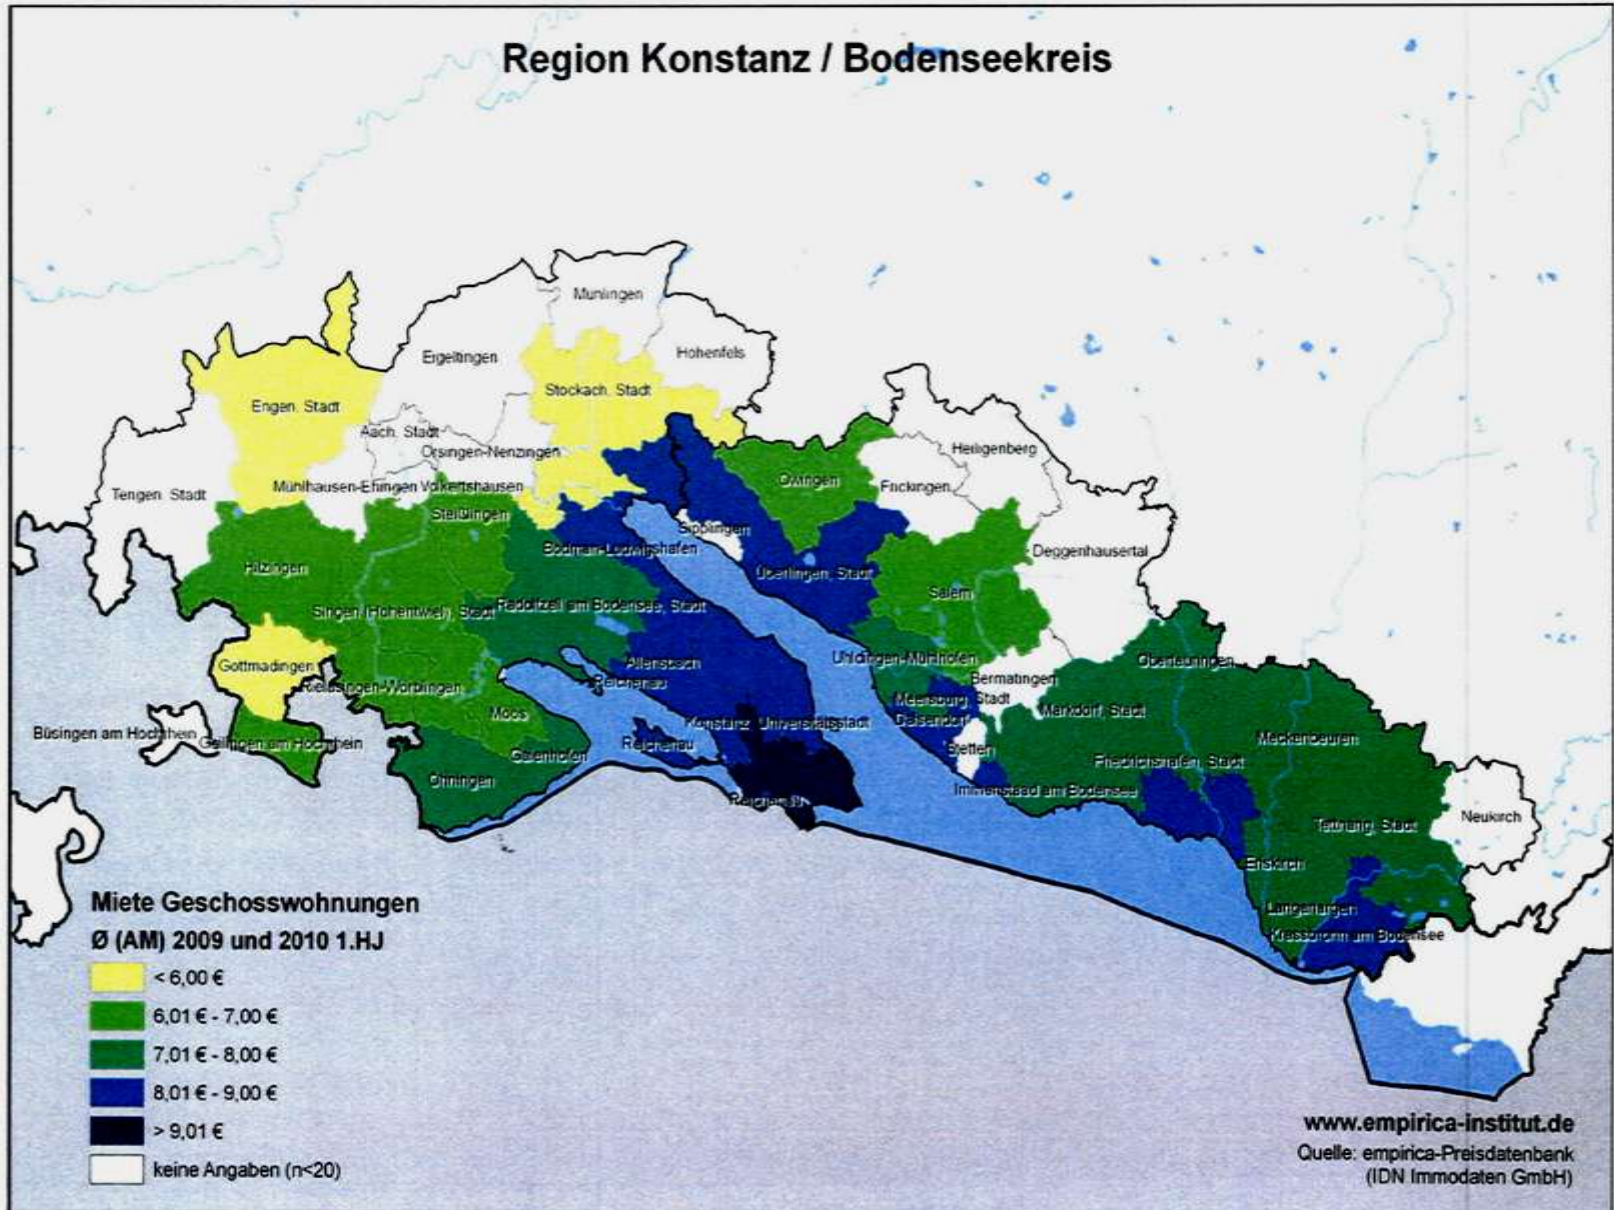 Region Konstanz / Bodenseekreis
Munlingen
Eigeltingen
Hohenfels
Stockach, Stadt
Engen, Stadt
Aach, Stadt
Heiligenberg
Orsingen-Nenzingen
Owingen
Frickingen
Tengen, Stadt
Mühlhausen-Ehingen Volkertshausen
Steißlingen
Sipplingen
Bodman-Ludwigshafen
Deggenhausertal
Hilzingen
Überlingen, Stadt
Salem
Singen (Hohentwiel), Stadt
Radolfzell am Bodensee, Stadt
Gottmadingen
Allensbach
Uhldingen-Mühlhofen
Oberteuringen
Reichenau
Bermatingen
Rielasingen-Worblingen
Meersburg, Stadt
Moos
Markdorf, Stadt
Daisendorf
Konstanz, Universitätsstadt
Büsingen am Hochrhein
Gailingen am Hochrhein
Reichenau
Stetten
Meckenbeuren
Gaienhofen
Friedrichshafen, Stadt
Öhningen
Immenstaad am Bodensee
Reichenau
Neukirch
Tettnang, Stadt
Eriskirch
Langenargen
Kressbronn am Bodensee
Miete Geschosswohnungen
Ø (AM) 2009 und 2010 1.HJ
< 6,00 €
6,01 € - 7,00 €
7,01 € - 8,00 €
8,01 € - 9,00 €
> 9,01 €
keine Angaben (n<20)
www.empirica-institut.de
Quelle: empirica-Preisdatenbank
(IDN Immodaten GmbH)